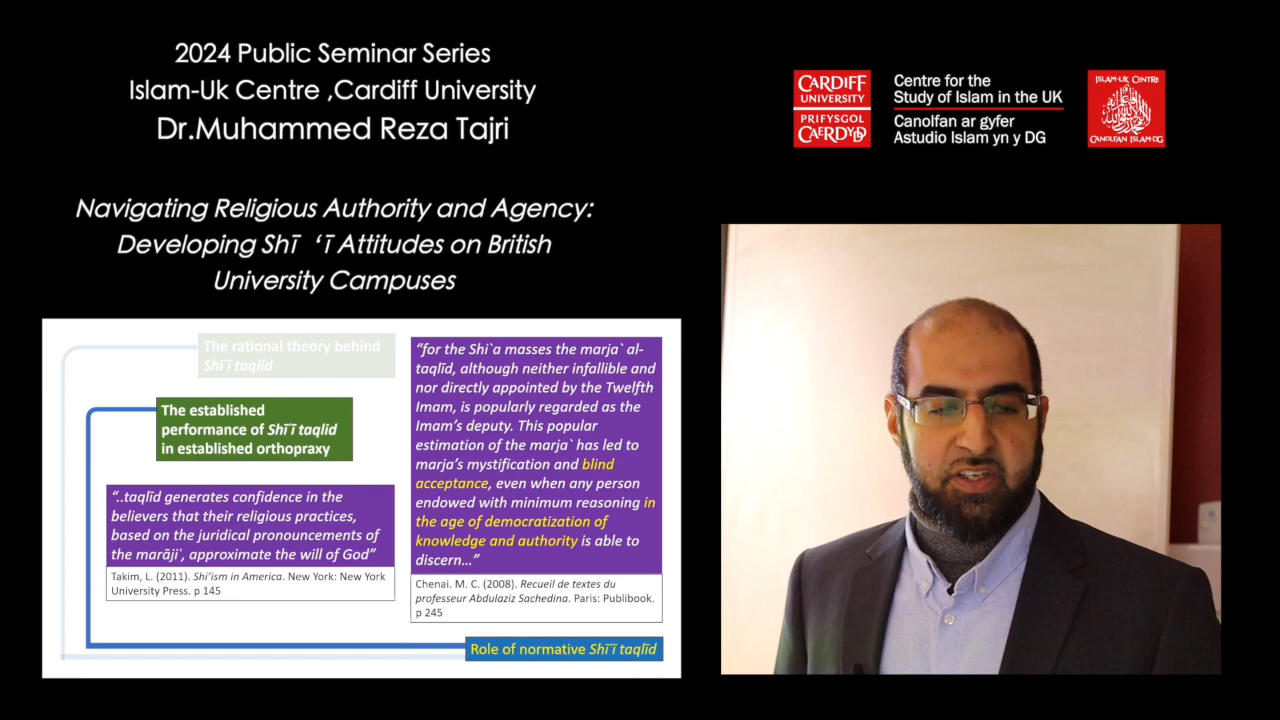 2024 Public Seminar Series
Islam-Uk Centre ,Cardiff University
Dr.Muhammed Reza Tajri
Navigating Religious Authority and Agency:
Developing Shī ‘ī Attitudes on British
University Campuses
CARDIFF
UNIVERSITY
PRIFYSGOL
CAERDYDD
Centre for the
Study of Islam in the UK
Canolfan ar gyfer
Astudio Islam yn y DG
ISLAM-UK CENTRE
CANOLFAN ISLAM-DG
The rational theory behind
Shīʿī taqlīd
The established
performance of Shīʿī taqlīd
in established orthopraxy
“..taqlīd generates confidence in the
believers that their religious practices,
based on the juridical pronouncements of
the marājiʿ, approximate the will of God”
Takim, L. (2011). Shi’ism in America. New York: New York
University Press. p 145
“for the Shi`a masses the marja` al-
taqlīd, although neither infallible and
nor directly appointed by the Twelfth
Imam, is popularly regarded as the
Imam’s deputy. This popular
estimation of the marja` has led to
marja’s mystification and blind
acceptance, even when any person
endowed with minimum reasoning in
the age of democratization of
knowledge and authority is able to
discern…”
Chenai. M. C. (2008). Recueil de textes du
professeur Abdulaziz Sachedina. Paris: Publibook.
p 245
Role of normative Shīʿī taqlīd